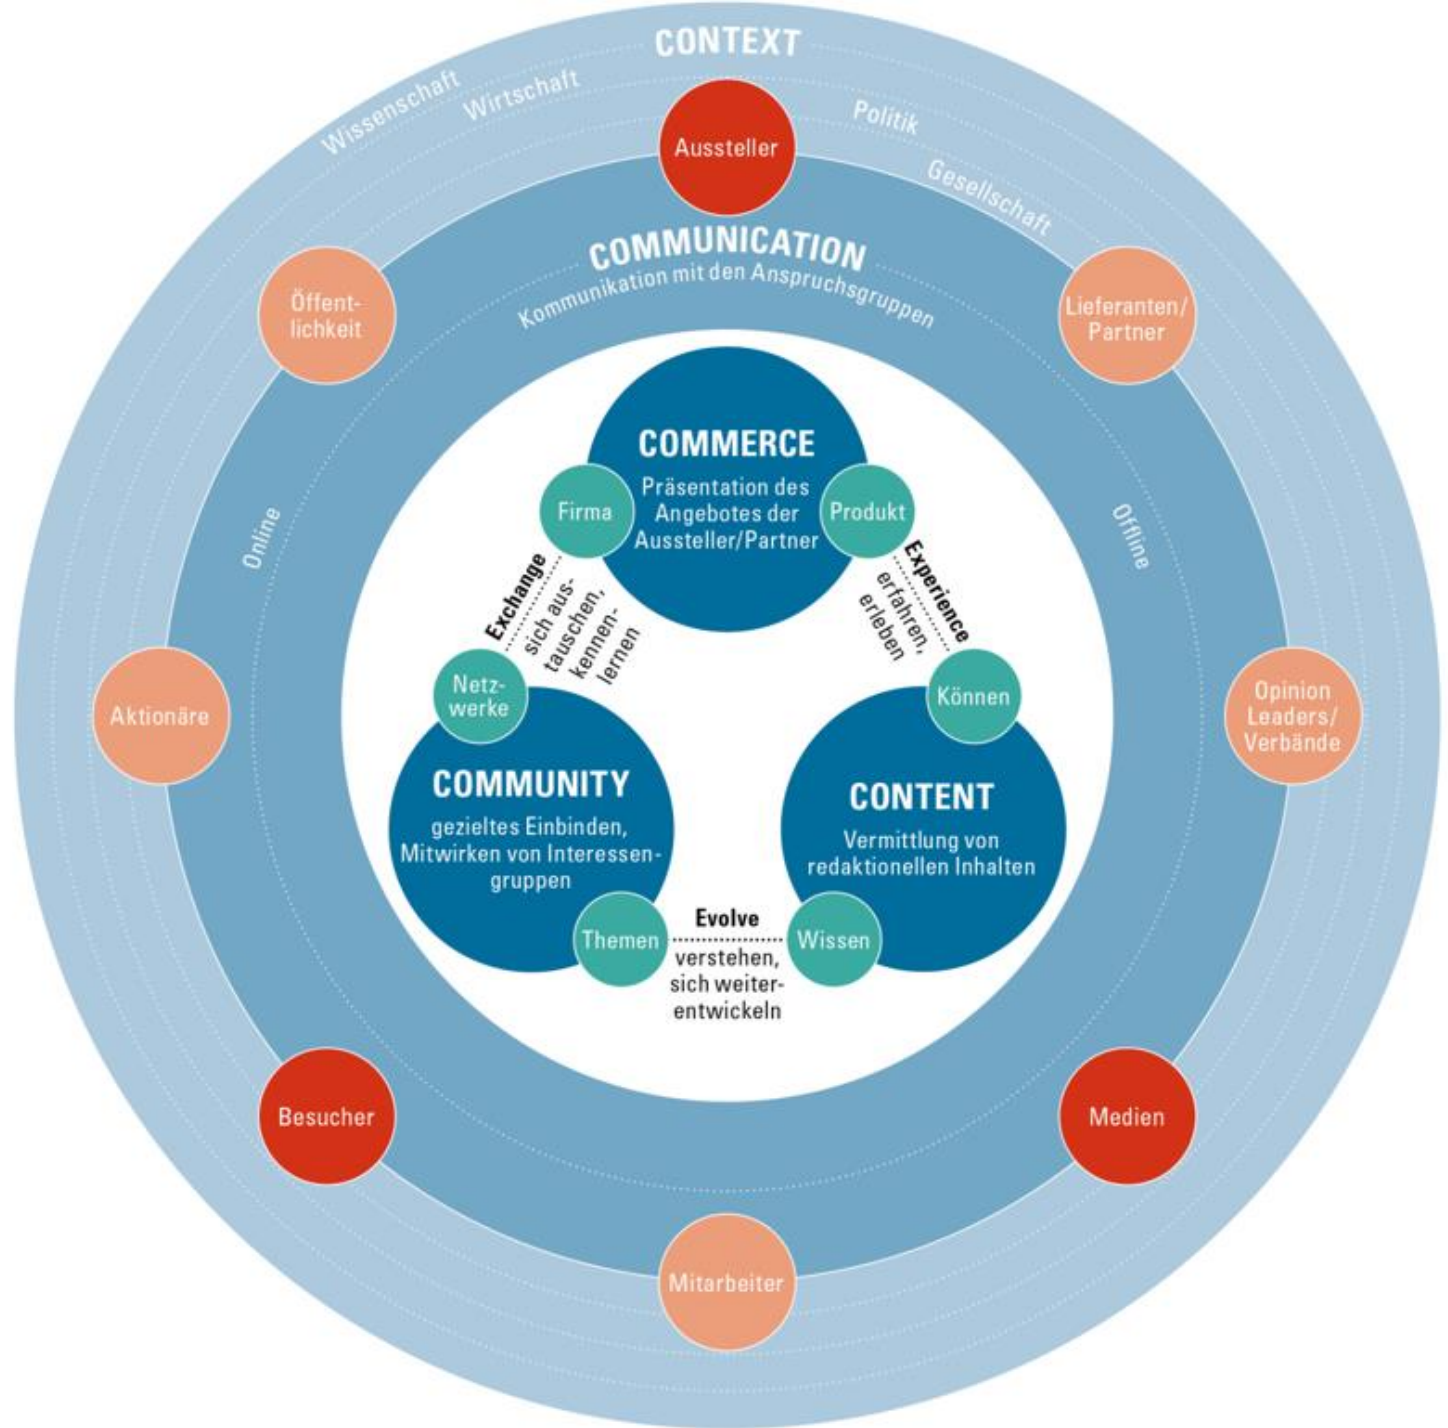 CONTEXT
Wissenschaft
Wirtschaft
Politik
Gesellschaft
Aussteller
Öffent-
lichkeit
Lieferanten/
Partner
COMMUNICATION
Kommunikation mit den Anspruchsgruppen
Online
Offline
COMMERCE
Präsentation des
Angebotes der
Aussteller/Partner
Firma
Produkt
Exchange
sich aus-
tauschen,
kennen-
lernen
Experience
erfahren,
erleben
Netz-
werke
Können
Aktionäre
Opinion
Leaders/
Verbände
COMMUNITY
gezieltes Einbinden,
Mitwirken von Interessen-
gruppen
CONTENT
Vermittlung von
redaktionellen Inhalten
Themen
Evolve
verstehen,
sich weiter-
entwickeln
Wissen
Besucher
Medien
Mitarbeiter